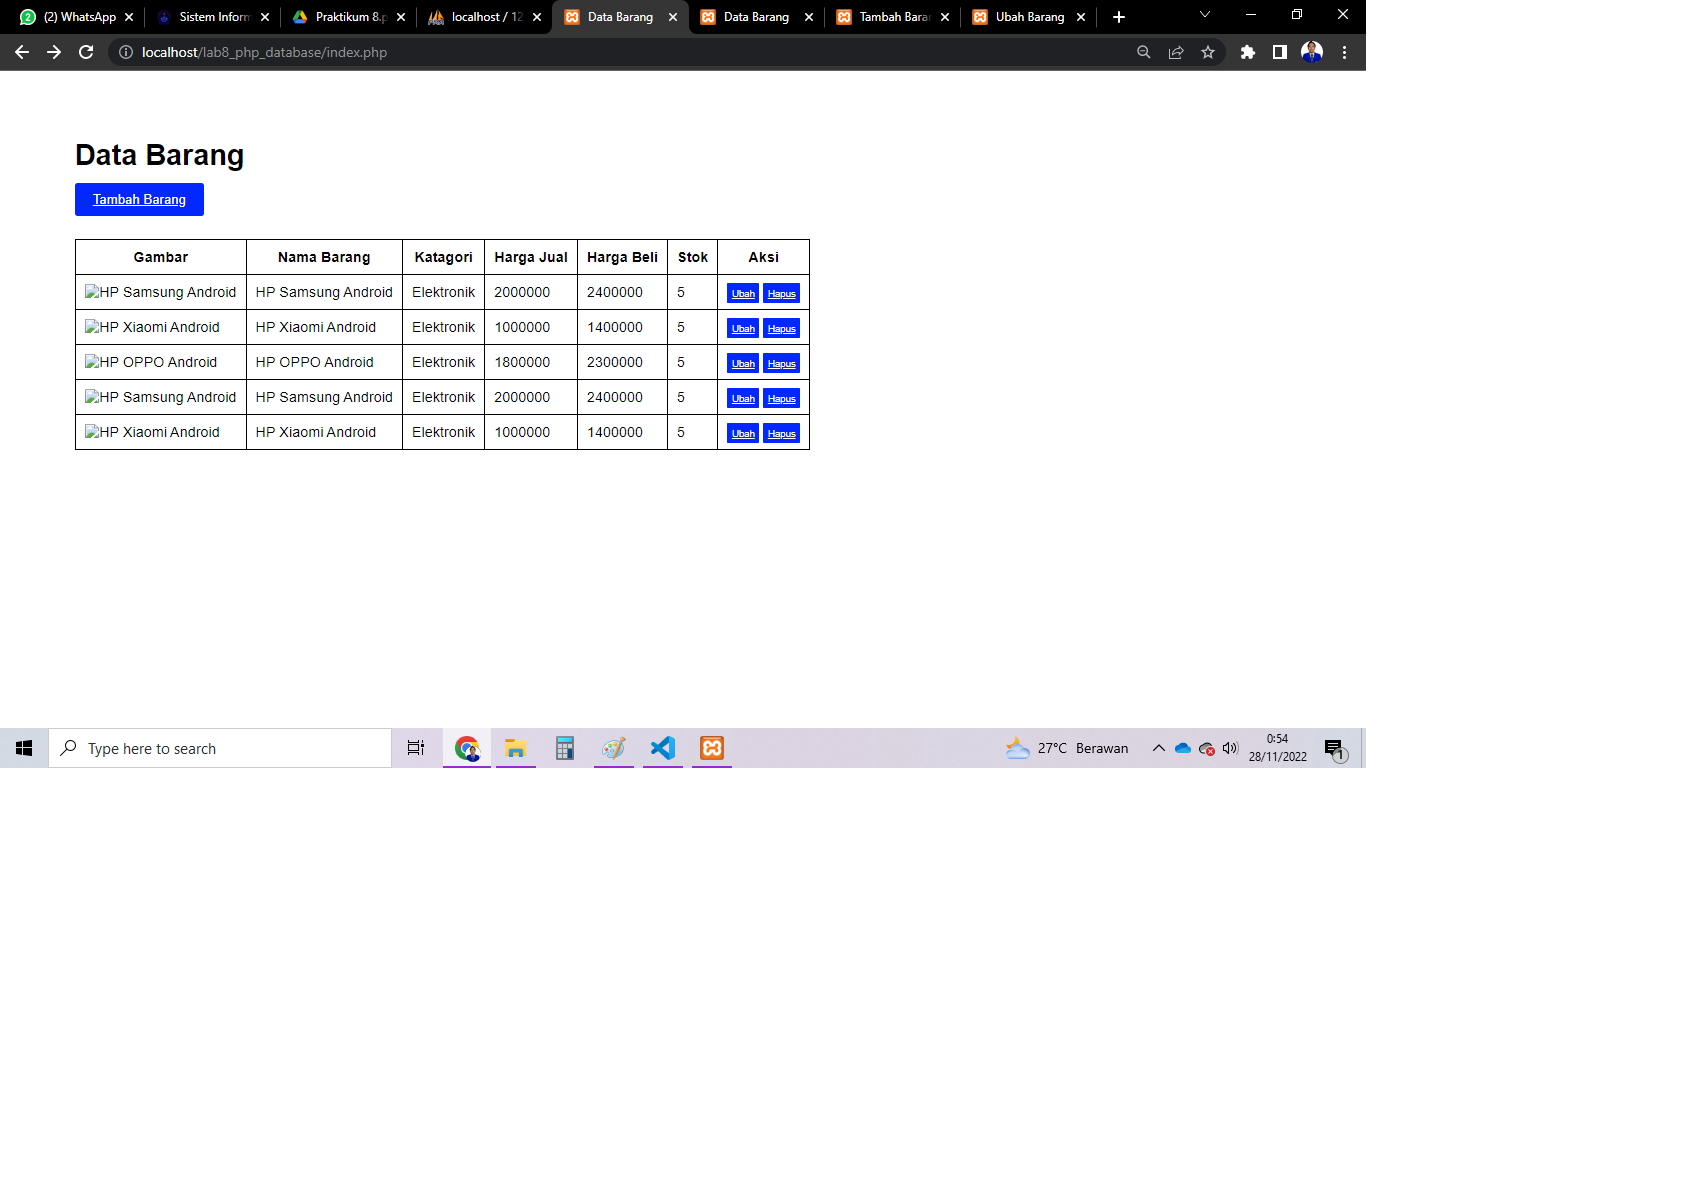 (2) WhatsApp
Sistem Inform
Praktikum 8.p
localhost / 12
Data Barang
Data Barang
Tambah Barar
Ubah Barang
localhost/lab8_php_database/index.php
Data Barang
Tambah Barang
Gambar Nama Barang Katagori Harga Jual Harga Beli Stok Aksi
HP Samsung Android HP Samsung Android Elektronik 2000000 2400000 5 Ubah Hapus
HP Xiaomi Android HP Xiaomi Android Elektronik 1000000 1400000 5 Ubah Hapus
HP OPPO Android HP OPPO Android Elektronik 1800000 2300000 5 Ubah Hapus
HP Samsung Android HP Samsung Android Elektronik 2000000 2400000 5 Ubah Hapus
HP Xiaomi Android HP Xiaomi Android Elektronik 1000000 1400000 5 Ubah Hapus
Type here to search
27°C Berawan
0:54
28/11/2022
1